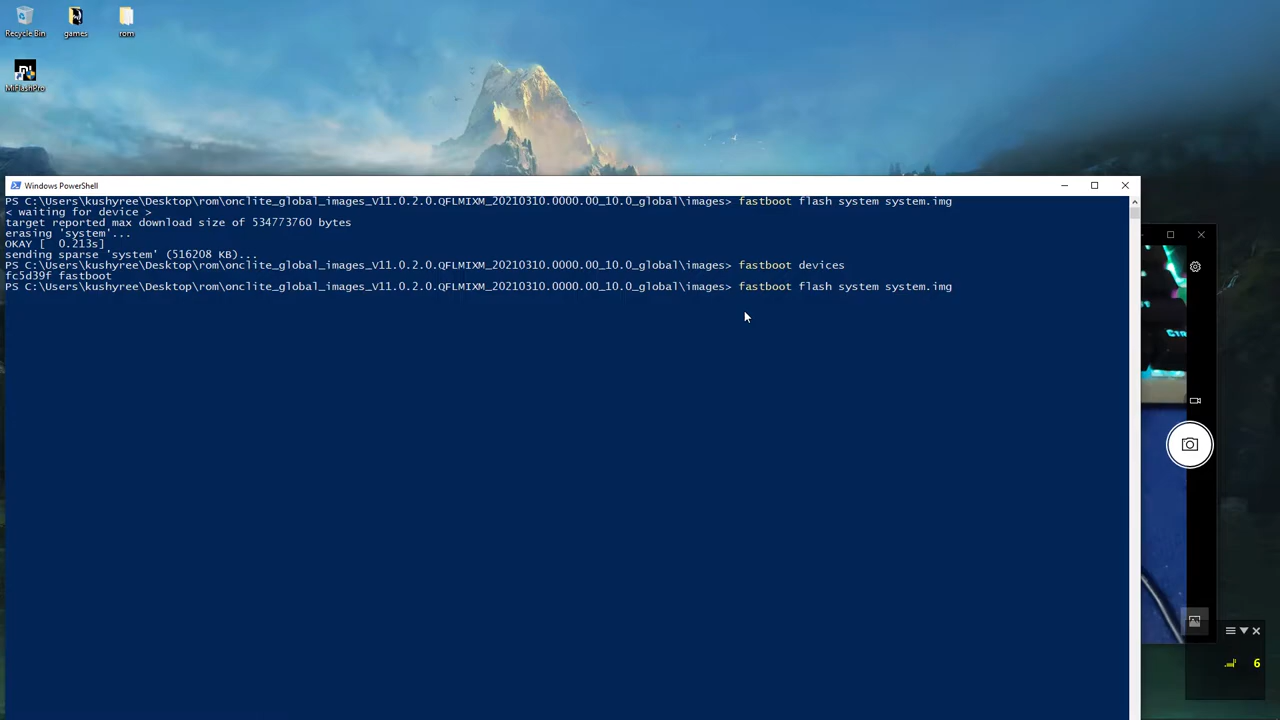 Recycle Bin
games
rom
MiFlashPro
Windows PowerShell
PS C:\Users\kushyree\Desktop\rom\onclite_global_images_V11.0.2.0.QFLMIXM_20210310.0000.00_10.0_global\images> fastboot flash system system.img
< waiting for device >
target reported max download size of 534773760 bytes
erasing 'system'...
OKAY [  0.213s]
sending sparse 'system' (516208 KB)...
PS C:\Users\kushyree\Desktop\rom\onclite_global_images_V11.0.2.0.QFLMIXM_20210310.0000.00_10.0_global\images> fastboot devices
fc5d39f fastboot
PS C:\Users\kushyree\Desktop\rom\onclite_global_images_V11.0.2.0.QFLMIXM_20210310.0000.00_10.0_global\images> fastboot flash system system.img
6